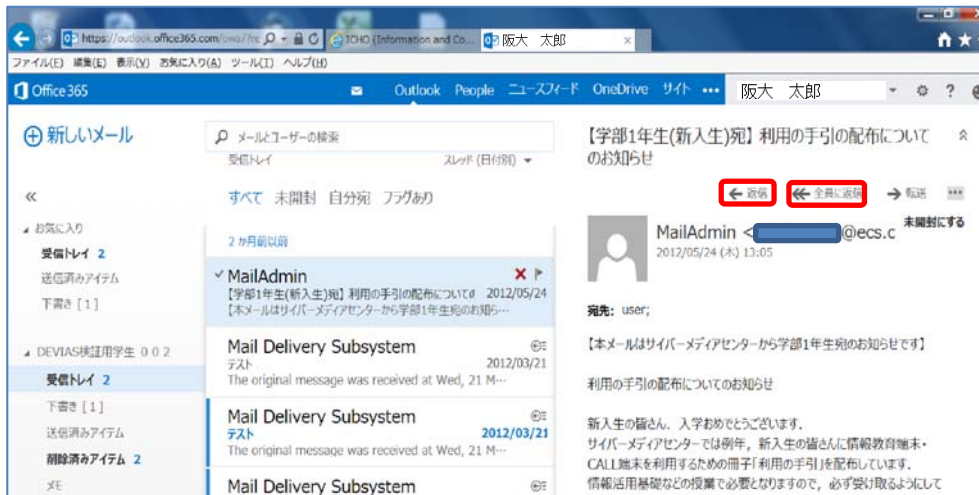 https://outlook.office365.com/owa/?re
ICHO (Information and Co...
阪大　太郎
ファイル(F) 編集(E) 表示(V) お気に入り(A) ツール(T) ヘルプ(H)
Office 365
Outlook People ニュースフィード OneDrive サイト •••
阪大　太郎
?
新しいメール
メールとユーザーの検索
受信トレイ
スレッド (日付別)
すべて 未開封 自分宛 フラグあり
«
お気に入り
受信トレイ 2
送信済みアイテム
下書き [1]
DEVIAS検証用学生 0 0 2
受信トレイ 2
下書き [1]
送信済みアイテム
削除済みアイテム 2
メモ
2 か月前以前
MailAdmin
【学部1年生(新入生)宛】利用の手引の配布についての 2012/05/24
【本メールはサイバーメディアセンターから学部1年生宛のお知ら…
Mail Delivery Subsystem
テスト 2012/03/21
The original message was received at Wed, 21 M…
Mail Delivery Subsystem
テスト 2012/03/21
The original message was received at Wed, 21 M…
Mail Delivery Subsystem
【学部1年生(新入生)宛】利用の手引の配布について
のお知らせ
返信 全員に返信 転送 •••
未開封にする
MailAdmin < @ecs.c
2012/05/24 (木) 13:05
宛先: user;
【本メールはサイバーメディアセンターから学部1年生宛のお知らせです】
利用の手引の配布についてのお知らせ
新入生の皆さん、入学おめでとうございます．
サイバーメディアセンターでは例年，新入生の皆さんに情報教育端末・
CALL端末を利用するための冊子「利用の手引」を配布しています．
情報活用基礎などの授業で必要となりますので，必ず受け取るようにして